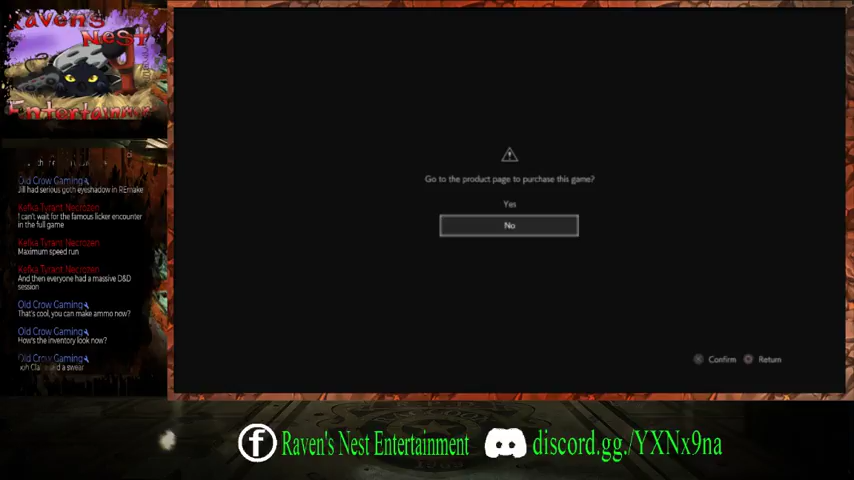 Raven's
Nest
Entertainment
Old Crow Gaming
Jill had serious goth eyeshadow in REmake
Kefka Tyrant Necrozen
I can't wait for the famous licker encounter
in the full game
Kefka Tyrant Necrozen
Maximum speed run
Kefka Tyrant Necrozen
And then everyone had a massive D&D
session
Old Crow Gaming
That's cool, you can make ammo now?
Old Crow Gaming
How's the inventory look now?
Old Crow Gaming
a swear
Go to the product page to purchase this game?
Yes
No
Confirm Return
Raven's Nest Entertainment discord.gg./YXNx9na